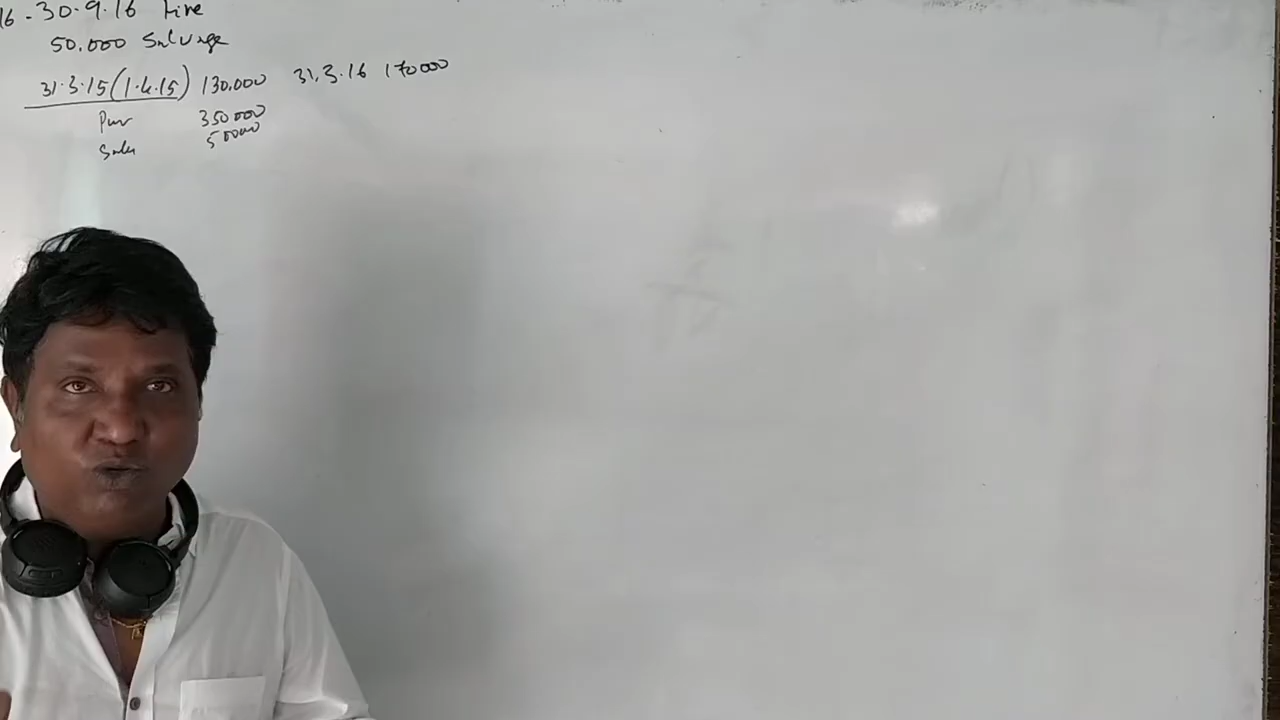 16 - 30.9.16 Fire
50,000 Salvage
31.3.15 (1.4.15) 130,000 31.3.16 170000
Pur 350000
Sales 50000